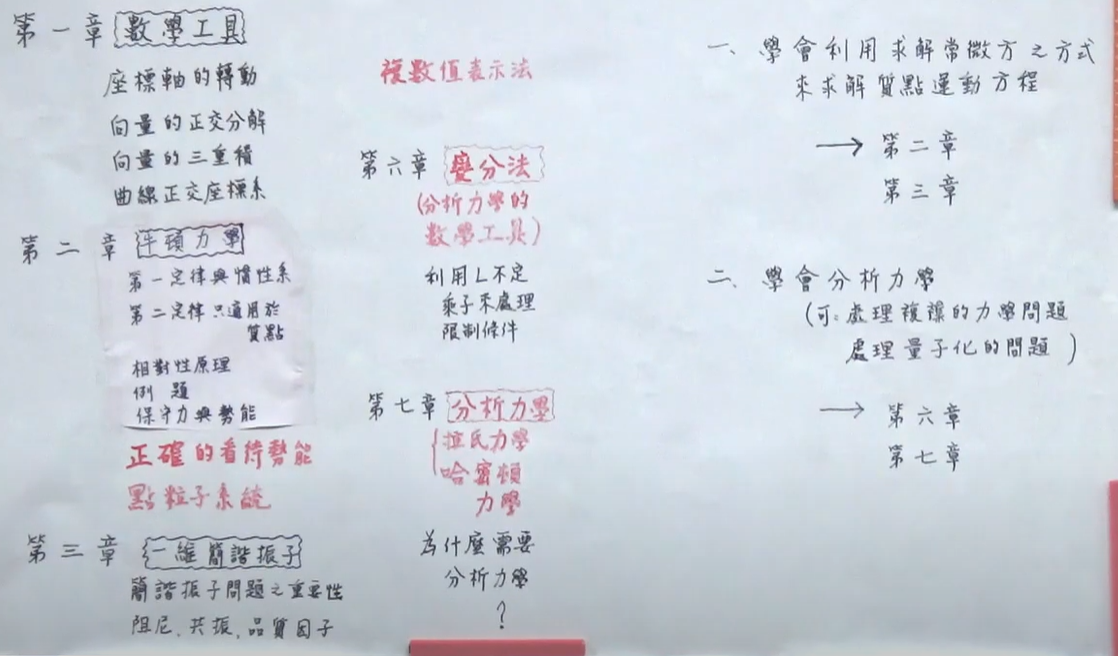 第一章 數學工具
座標軸的轉動
向量的正交分解
向量的三重積
曲線正交座標系
第二章 牛頓力學
第一定律與慣性系
第二定律只適用於
質點
相對性原理
例題
保守力與勢能
正確的看待勢能
點粒子系統
第三章 一維簡諧振子
簡諧振子問題之重要性
阻尼、共振、品質因子
複數值表示法
第六章 變分法
(分析力學的
數學工具)
利用L不定
乘子來處理
限制條件
第七章 分析力學
拉氏力學
哈密頓
力學
為什麼需要
分析力學
?
一、學會利用求解常微方之方式
來求解質點運動方程
→ 第二章
第三章
二、學會分析力學
(可:處理複雜的力學問題
處理量子化的問題)
→ 第六章
第七章